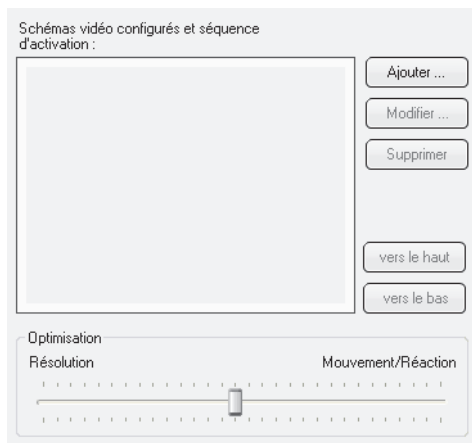 Schémas vidéo configurés et séquence
d'activation :
Ajouter ...
Modifier ...
Supprimer
vers le haut
vers le bas
Optimisation
Résolution
Mouvement/Réaction